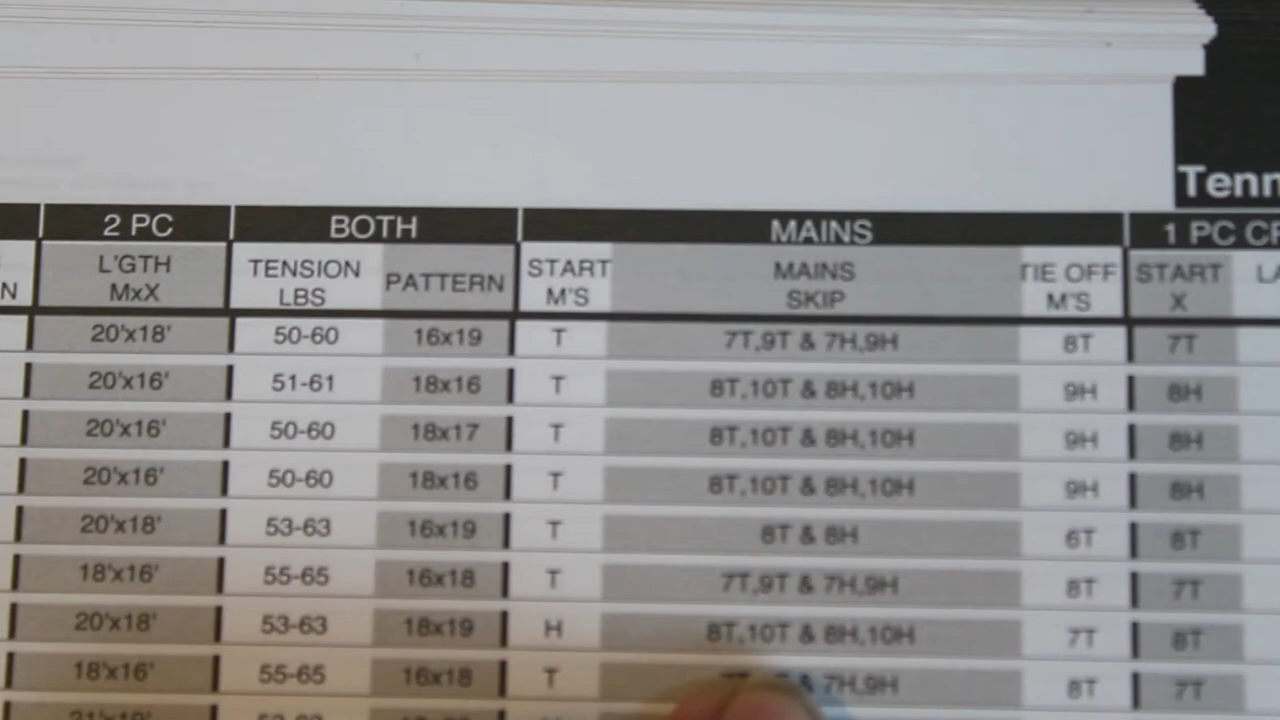 Tenn
2 PC BOTH MAINS 1 PC CR
L'GTH MxX TENSION LBS PATTERN START M'S MAINS SKIP TIE OFF M'S START X LA
N
20'x18' 50-60 16x19 T 7T,9T & 7H,9H 8T 7T
20'x16' 51-61 18x16 T 8T,10T & 8H,10H 9H 8H
20'x16' 50-60 18x17 T 8T,10T & 8H,10H 9H 8H
20'x16' 50-60 18x16 T 8T,10T & 8H,10H 9H 8H
20'x18' 53-63 16x19 T 8T & 8H 6T 8T
18'x16' 55-65 16x18 T 7T,9T & 7H,9H 8T 7T
20'x18' 53-63 18x19 H 8T,10T & 8H,10H 7T 8T
18'x16' 55-65 16x18 T & 7H,9H 8T 7T